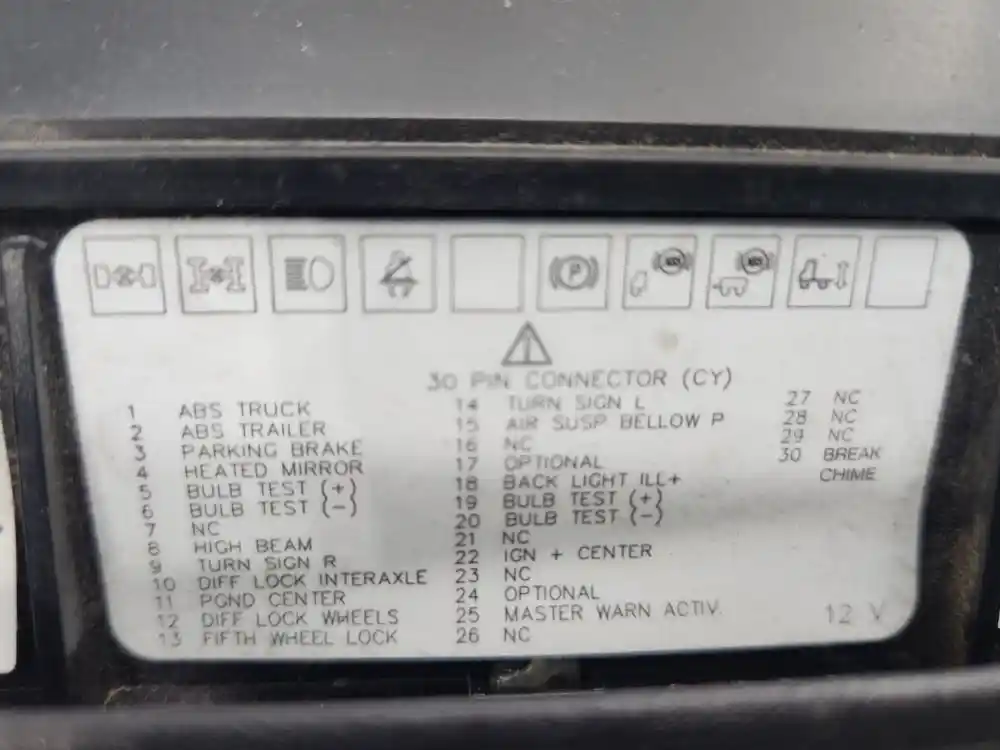 P
30 PIN CONNECTOR (CY)
1 ABS TRUCK
2 ABS TRAILER
3 PARKING BRAKE
4 HEATED MIRROR
5 BULB TEST (+)
6 BULB TEST (-)
7 NC
8 HIGH BEAM
9 TURN SIGN R
10 DIFF LOCK INTERAXLE
11 PGND CENTER
12 DIFF LOCK WHEELS
13 FIFTH WHEEL LOCK
14 TURN SIGN L
15 AIR SUSP BELLOW P
16 NC
17 OPTIONAL
18 BACK LIGHT ILL+
19 BULB TEST (+)
20 BULB TEST (-)
21 NC
22 IGN + CENTER
23 NC
24 OPTIONAL
25 MASTER WARN ACTIV.
26 NC
27 NC
28 NC
29 NC
30 BREAK
CHIME
12 V